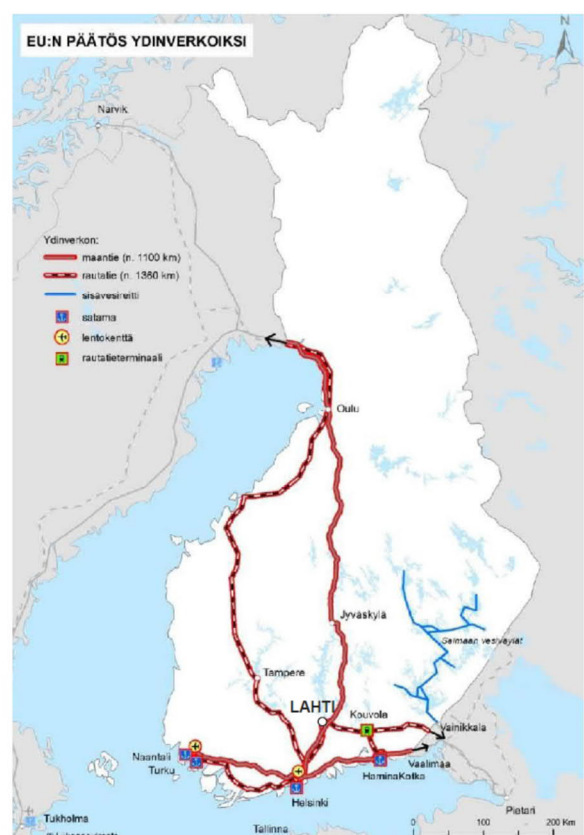 EU:N PÄÄTÖS YDINVERKOIKSI
N
Narvik
Ydinverkon:
maantie (n. 1100 km)
rautatie (n. 1360 km)
sisävesireitti
satama
lentokenttä
rautatieterminaali
Oulu
Jyväskylä
Saimaan vesiväylät
Tampere
LAHTI
Kouvola
Vainikkala
Naantali
Turku
Vaalimaa
HaminaKotka
Helsinki
Pietari
Tukholma
Tallinna
0
100
200 Km